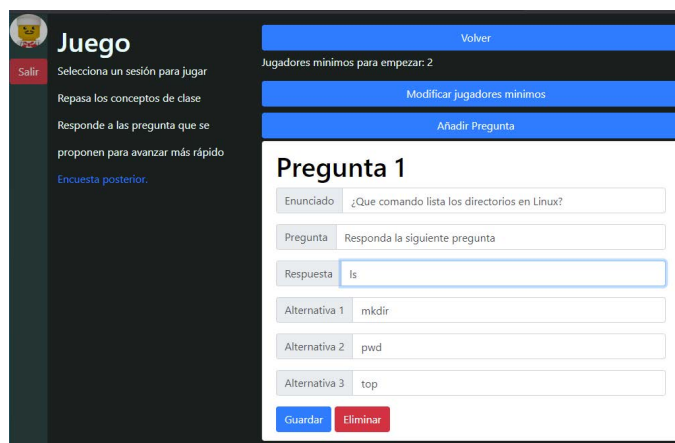 Salir
Juego
Selecciona un sesión para jugar
Repasa los conceptos de clase
Responde a las pregunta que se
proponen para avanzar más rápido
Encuesta posterior.
Volver
Jugadores minimos para empezar: 2
Modificar jugadores minimos
Añadir Pregunta
Pregunta 1
Enunciado ¿Que comando lista los directorios en Linux?
Pregunta Responda la siguiente pregunta
Respuesta ls
Alternativa 1 mkdir
Alternativa 2 pwd
Alternativa 3 top
Guardar Eliminar